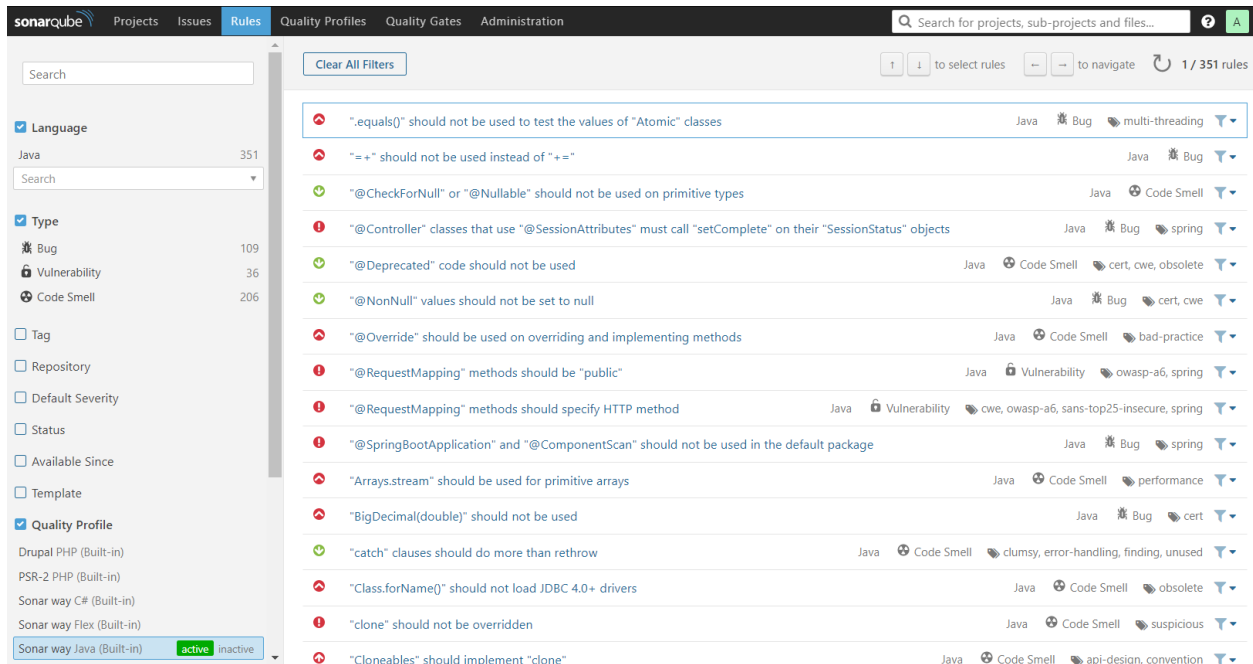 sonarqube Projects Issues Rules Quality Profiles Quality Gates Administration Search for projects, sub-projects and files... ? A
Search
Language
Java 351
Search
Type
Bug 109
Vulnerability 36
Code Smell 206
Tag
Repository
Default Severity
Status
Available Since
Template
Quality Profile
Drupal PHP (Built-in)
PSR-2 PHP (Built-in)
Sonar way C# (Built-in)
Sonar way Flex (Built-in)
Sonar way Java (Built-in) active inactive
Clear All Filters ↑ ↓ to select rules ← → to navigate 1 / 351 rules
".equals()" should not be used to test the values of "Atomic" classes Java Bug multi-threading
"=+" should not be used instead of "+=" Java Bug
"@CheckForNull" or "@Nullable" should not be used on primitive types Java Code Smell
"@Controller" classes that use "@SessionAttributes" must call "setComplete" on their "SessionStatus" objects Java Bug spring
"@Deprecated" code should not be used Java Code Smell cert, cwe, obsolete
"@NonNull" values should not be set to null Java Bug cert, cwe
"@Override" should be used on overriding and implementing methods Java Code Smell bad-practice
"@RequestMapping" methods should be "public" Java Vulnerability owasp-a6, spring
"@RequestMapping" methods should specify HTTP method Java Vulnerability cwe, owasp-a6, sans-top25-insecure, spring
"@SpringBootApplication" and "@ComponentScan" should not be used in the default package Java Bug spring
"Arrays.stream" should be used for primitive arrays Java Code Smell performance
"BigDecimal(double)" should not be used Java Bug cert
"catch" clauses should do more than rethrow Java Code Smell clumsy, error-handling, finding, unused
"Class.forName()" should not load JDBC 4.0+ drivers Java Code Smell obsolete
"clone" should not be overridden Java Code Smell suspicious
"Cloneables" should implement "clone" Java Code Smell api-design, convention